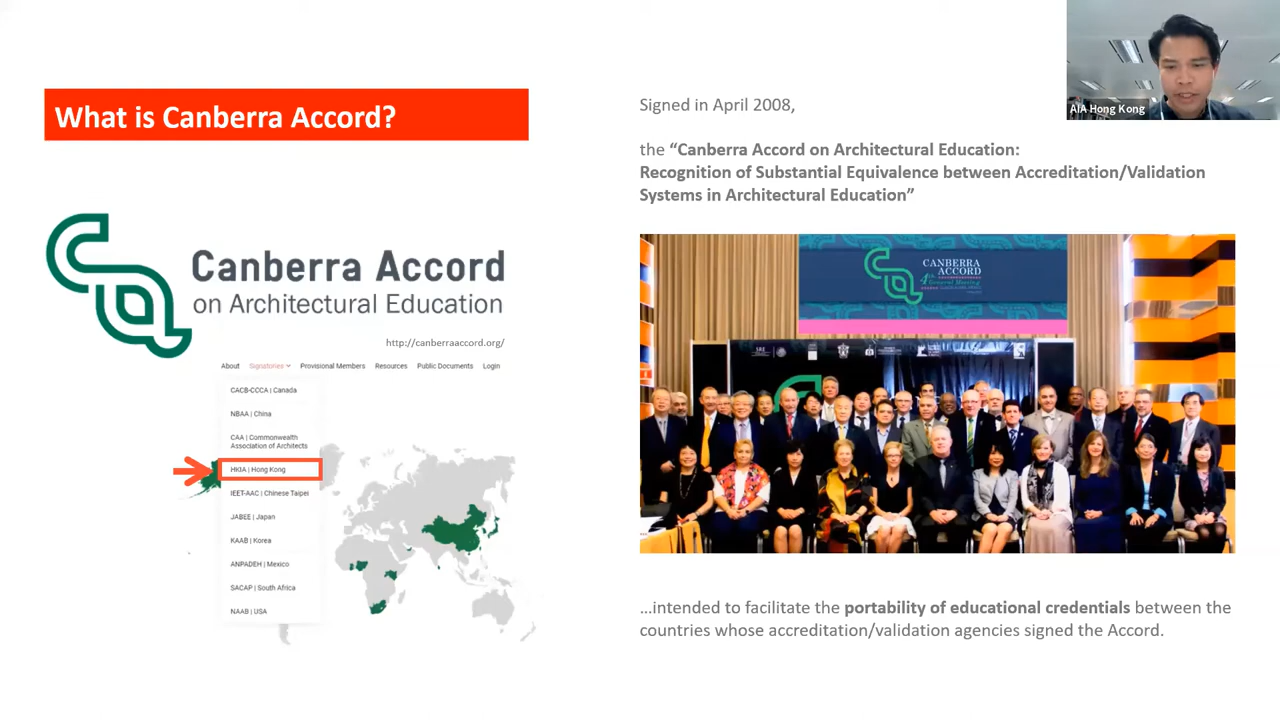 What is Canberra Accord?
Canberra Accord
on Architectural Education
http://canberraaccord.org/
About Signatories Provisional Members Resources Public Documents Login
CACB-CCCA | Canada
NBAA | China
CAA | Commonwealth
Association of Architects
HKIA | Hong Kong
IEET-AAC | Chinese Taipei
JABEE | Japan
KAAB | Korea
ANPADEH | Mexico
SACAP | South Africa
NAAB | USA
Signed in April 2008,
the “Canberra Accord on Architectural Education:
Recognition of Substantial Equivalence between Accreditation/Validation
Systems in Architectural Education”
CANBERRA
ACCORD
4th
General Meeting
…intended to facilitate the portability of educational credentials between the
countries whose accreditation/validation agencies signed the Accord.
AIA Hong Kong